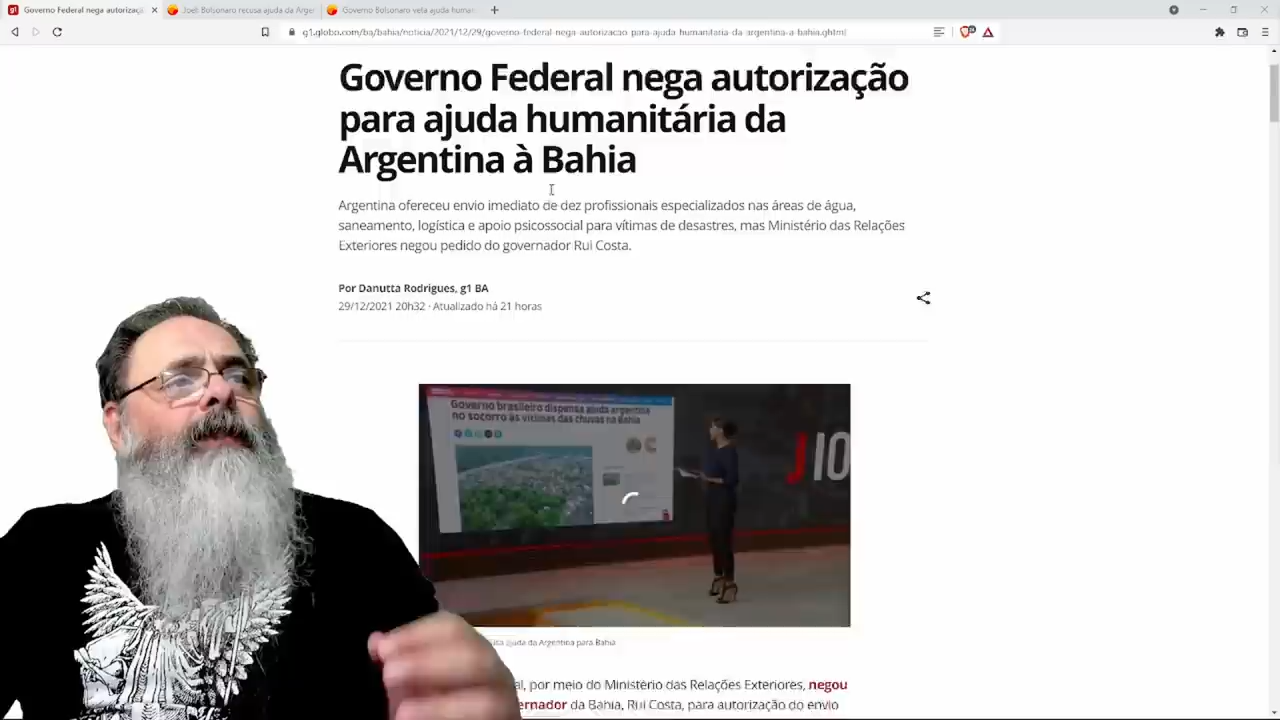 Governo Federal nega autorizaçã
Joel: Bolsonaro recusa ajuda da Argen
Governo Bolsonaro veta ajuda human
g1.globo.com/ba/bahia/noticia/2021/12/29/governo-federal-nega-autorizacao-para-ajuda-humanitaria-da-argentina-a-bahia.ghtml
Governo Federal nega autorização
para ajuda humanitária da
Argentina à Bahia
Argentina ofereceu envio imediato de dez profissionais especializados nas áreas de água,
saneamento, logística e apoio psicossocial para vítimas de desastres, mas Ministério das Relações
Exteriores negou pedido do governador Rui Costa.
Por Danutta Rodrigues, g1 BA
29/12/2021 20h32 · Atualizado há 21 horas
Governo brasileiro dispensa ajuda argentina
no socorro às vítimas das chuvas na Bahia
J10
ajuda da Argentina para Bahia
al, por meio do Ministério das Relações Exteriores, negou
ernador da Bahia, Rui Costa, para autorização do envio